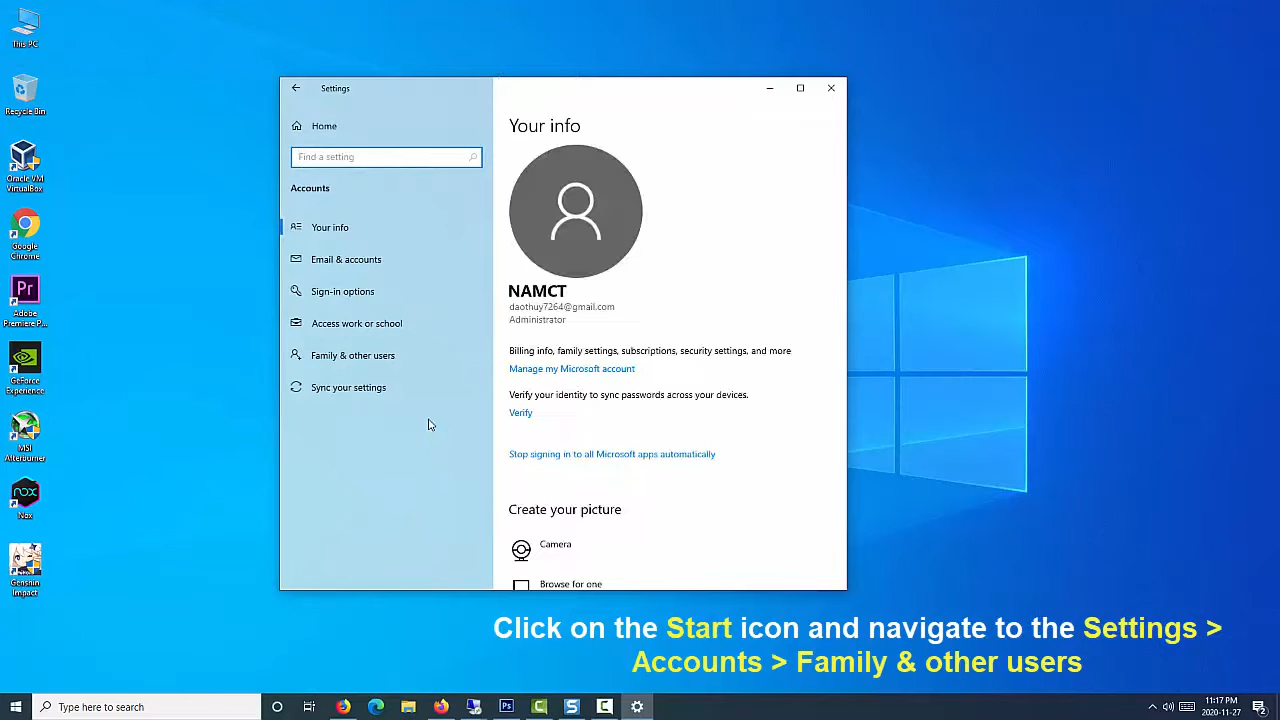 This PC
Recycle Bin
Oracle VM
VirtualBox
Google
Chrome
Pr
Adobe
Premiere P...
GeForce
Experience
MSI
Afterburner
nox
Nox
Genshin
Impact
Settings
Home
Find a setting
Accounts
Your info
Email & accounts
Sign-in options
Access work or school
Family & other users
Sync your settings
Your info
NAMCT
daothuy7264@gmail.com
Administrator
Billing info, family settings, subscriptions, security settings, and more
Manage my Microsoft account
Verify your identity to sync passwords across your devices.
Verify
Stop signing in to all Microsoft apps automatically
Create your picture
Camera
Browse for one
Click on the Start icon and navigate to the Settings >
Accounts > Family & other users
Type here to search
Ps
C
S
C
11:17 PM
2020-11-27
2